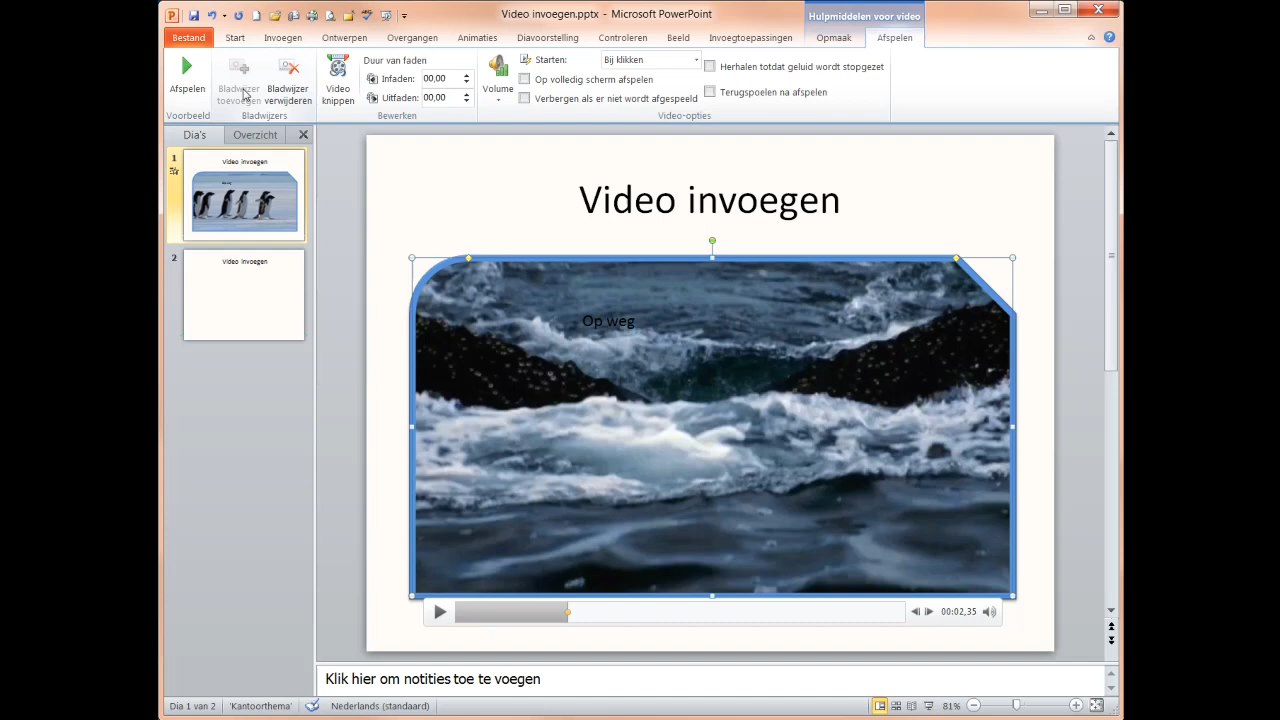 Video invoegen.pptx - Microsoft PowerPoint
Hulpmiddelen voor video
Bestand Start Invoegen Ontwerpen Overgangen Animaties Diavoorstelling Controleren Beeld Invoegtoepassingen Opmaak Afspelen
Afspelen
Voorbeeld
Bladwijzer toevoegen
Bladwijzer verwijderen
Bladwijzers
Video knippen
Duur van faden
Infaden: 00,00
Uitfaden: 00,00
Bewerken
Volume
Starten: Bij klikken
Op volledig scherm afspelen
Verbergen als er niet wordt afgespeeld
Herhalen totdat geluid wordt stopgezet
Terugspoelen na afspelen
Video-opties
Dia's Overzicht
1
Video invoegen
2
Video invoegen
Video invoegen
Op weg
00:02,35
Klik hier om notities toe te voegen
Dia 1 van 2 'Kantoorthema' Nederlands (standaard) 81%